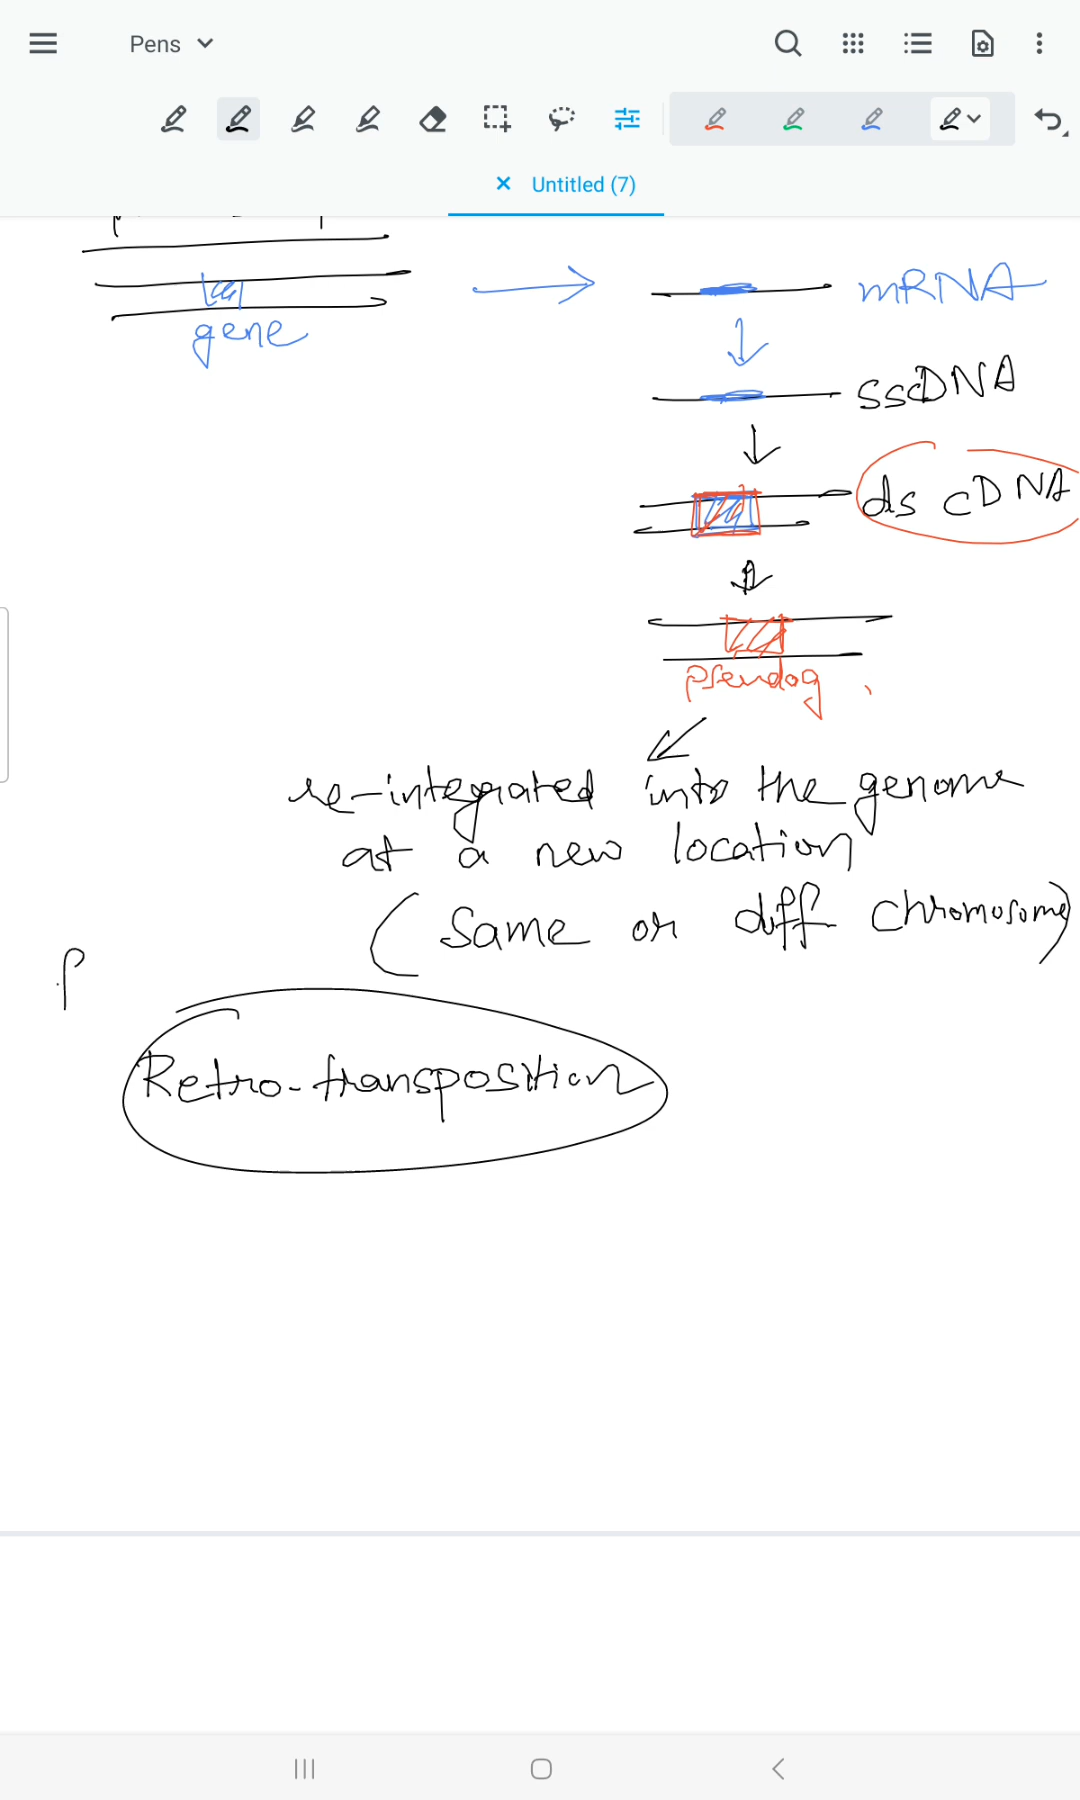 Pens
Untitled (7)
gene
mRNA
sscDNA
ds cDNA
pseudog
re-integrated into the genome
at a new location
(same or diff chromosome)
Retro-transposition